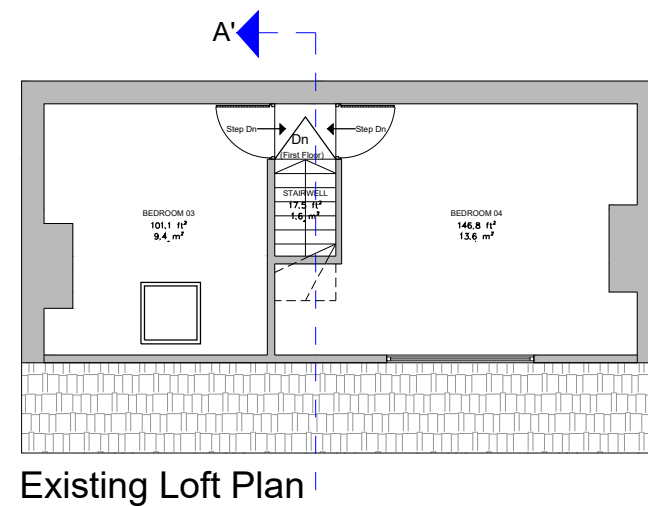 A'
Step Dn
Dn
Step Dn
(First Floor)
STAIRWELL
17.5 ft²
1.6 m²
BEDROOM 03
101.1 ft²
9.4 m²
BEDROOM 04
146.8 ft²
13.6 m²
Existing Loft Plan